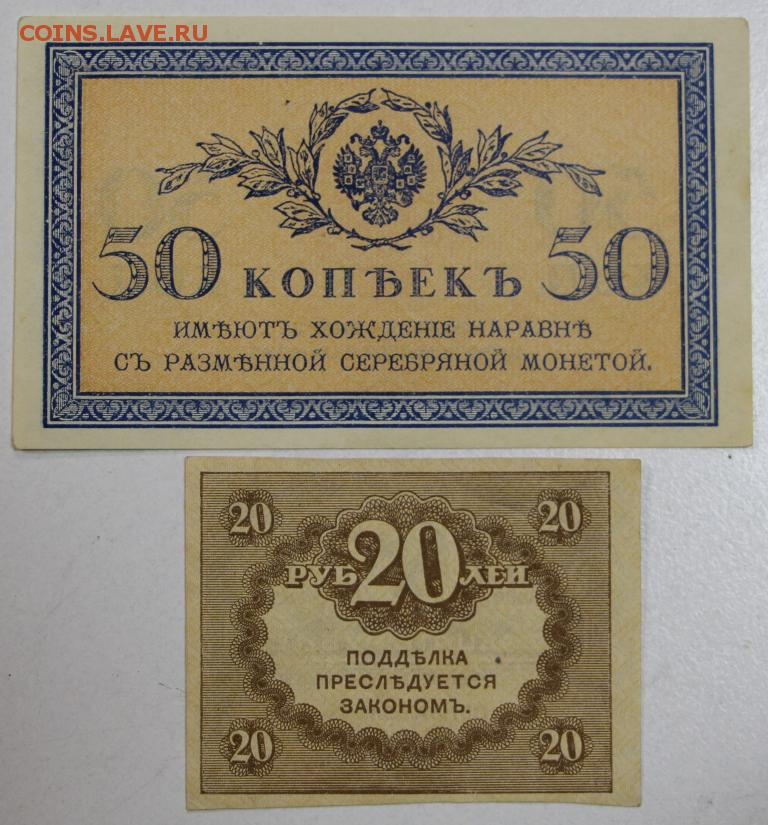 COINS.LAVE.RU
50 КОПѢЕКЪ 50
ИМѢЮТЪ ХОЖДЕНІЕ НАРАВНѢ
СЪ РАЗМѢННОЙ СЕРЕБРЯНОЙ МОНЕТОЙ.
20 20
РУБ 20 ЛЕЙ
ПОДДѢЛКА
ПРЕСЛѢДУЕТСЯ
ЗАКОНОМЪ.
20 20